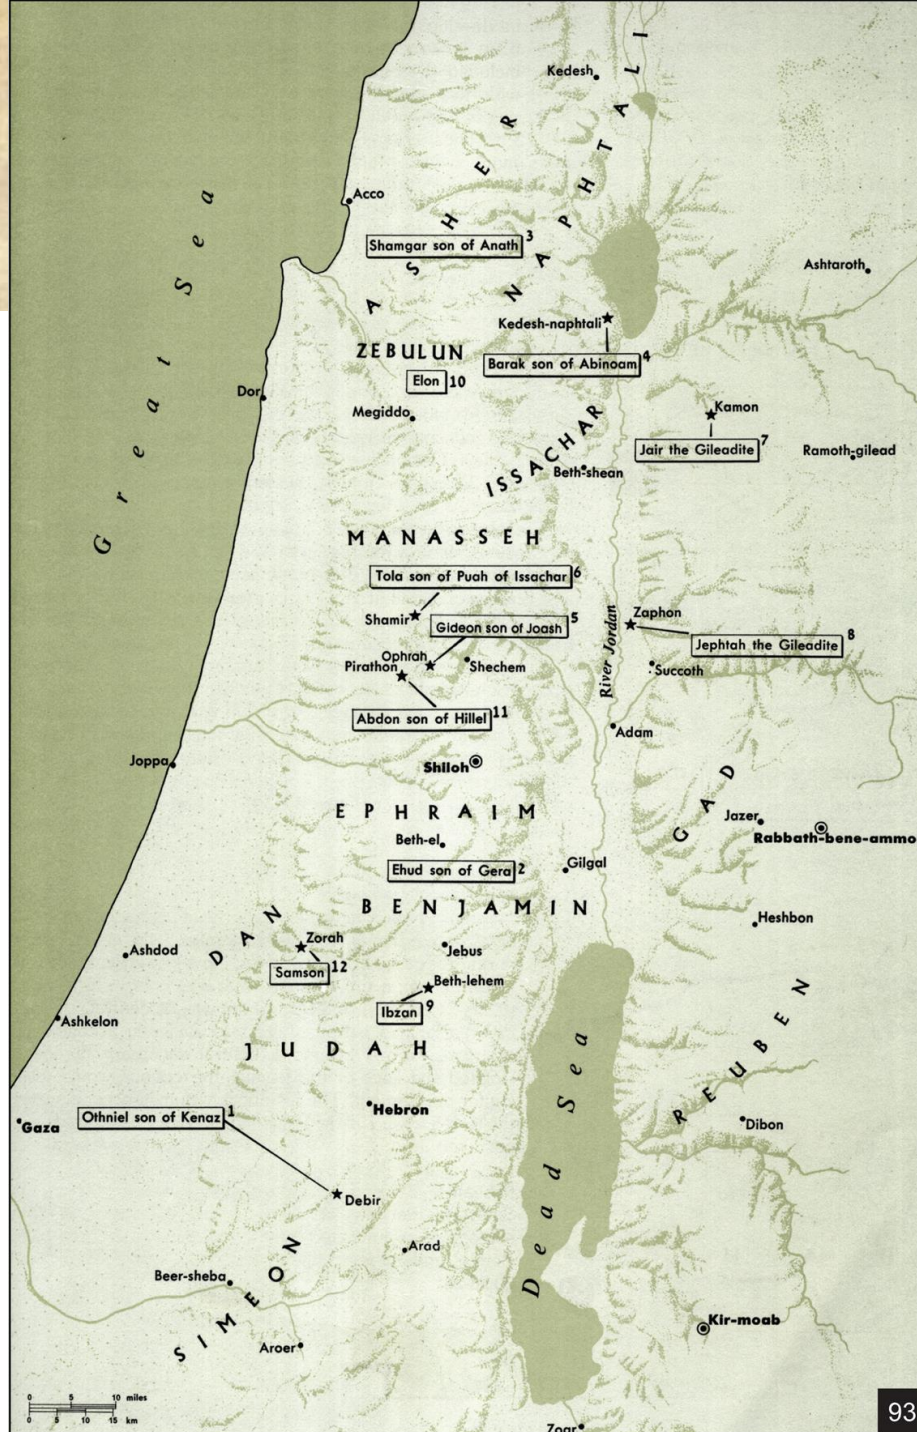 NAPHTALI
Kedesh
ASHER
Acco
Great Sea
Shamgar son of Anath 3
Ashtaroth
Kedesh-naphtali
ZEBULUN
Barak son of Abinoam 4
Elon 10
Dor
Megiddo
Kamon
ISSACHAR
Jair the Gileadite 7
Ramoth-gilead
Beth-shean
MANASSEH
Tola son of Puah of Issachar 6
Shamir
Gideon son of Joash 5
Zaphon
River Jordan
Jephtah the Gileadite 8
Ophrah
Pirathon
Shechem
Succoth
Abdon son of Hillel 11
Adam
Joppa
Shiloh
GAD
EPHRAIM
Jazer
Rabbath-bene-ammo
Beth-el
Ehud son of Gera 2
Gilgal
BENJAMIN
DAN
Heshbon
Zorah
Ashdod
Jebus
Samson 12
Beth-lehem
Ibzan 9
Ashkelon
REUBEN
JUDAH
Dead Sea
Hebron
Othniel son of Kenaz 1
Gaza
Dibon
Debir
Arad
SIMEON
Beer-sheba
Kir-moab
Aroer
0 5 10 miles
0 5 10 15 km
93
Zoar